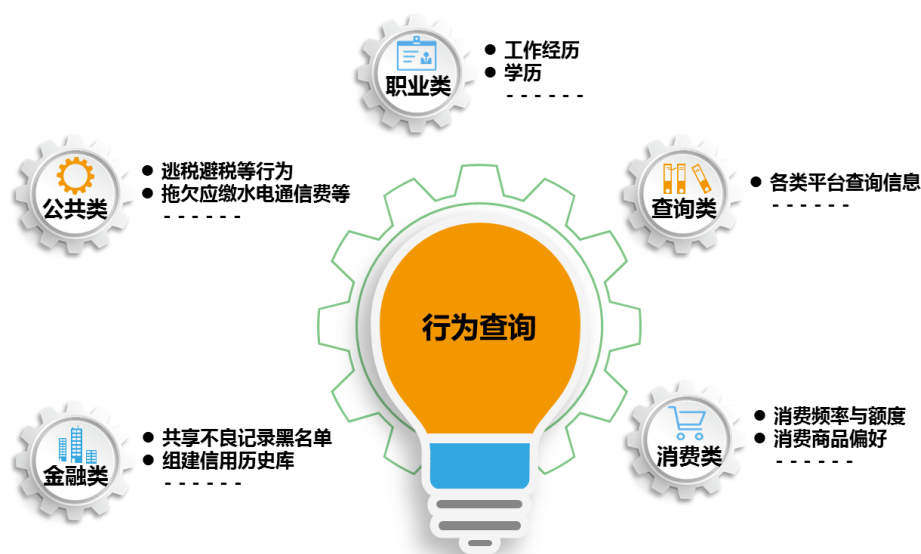 职业类
● 工作经历
● 学历
- - - - - -
公共类
● 逃税避税等行为
● 拖欠应缴水电通信费等
- - - - - -
查询类
● 各类平台查询信息
- - - - - -
行为查询
金融类
● 共享不良记录黑名单
● 组建信用历史库
- - - - - -
消费类
● 消费频率与额度
● 消费商品偏好
- - - - - -